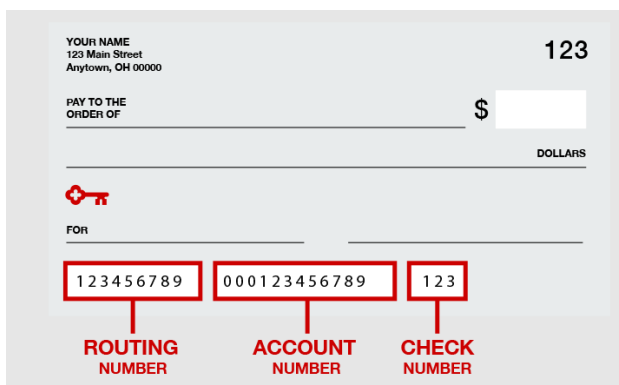 YOUR NAME
123 Main Street
Anytown, OH 00000
123
PAY TO THE
ORDER OF
$
DOLLARS
FOR
123456789 000123456789 123
ROUTING NUMBER
ACCOUNT NUMBER
CHECK NUMBER